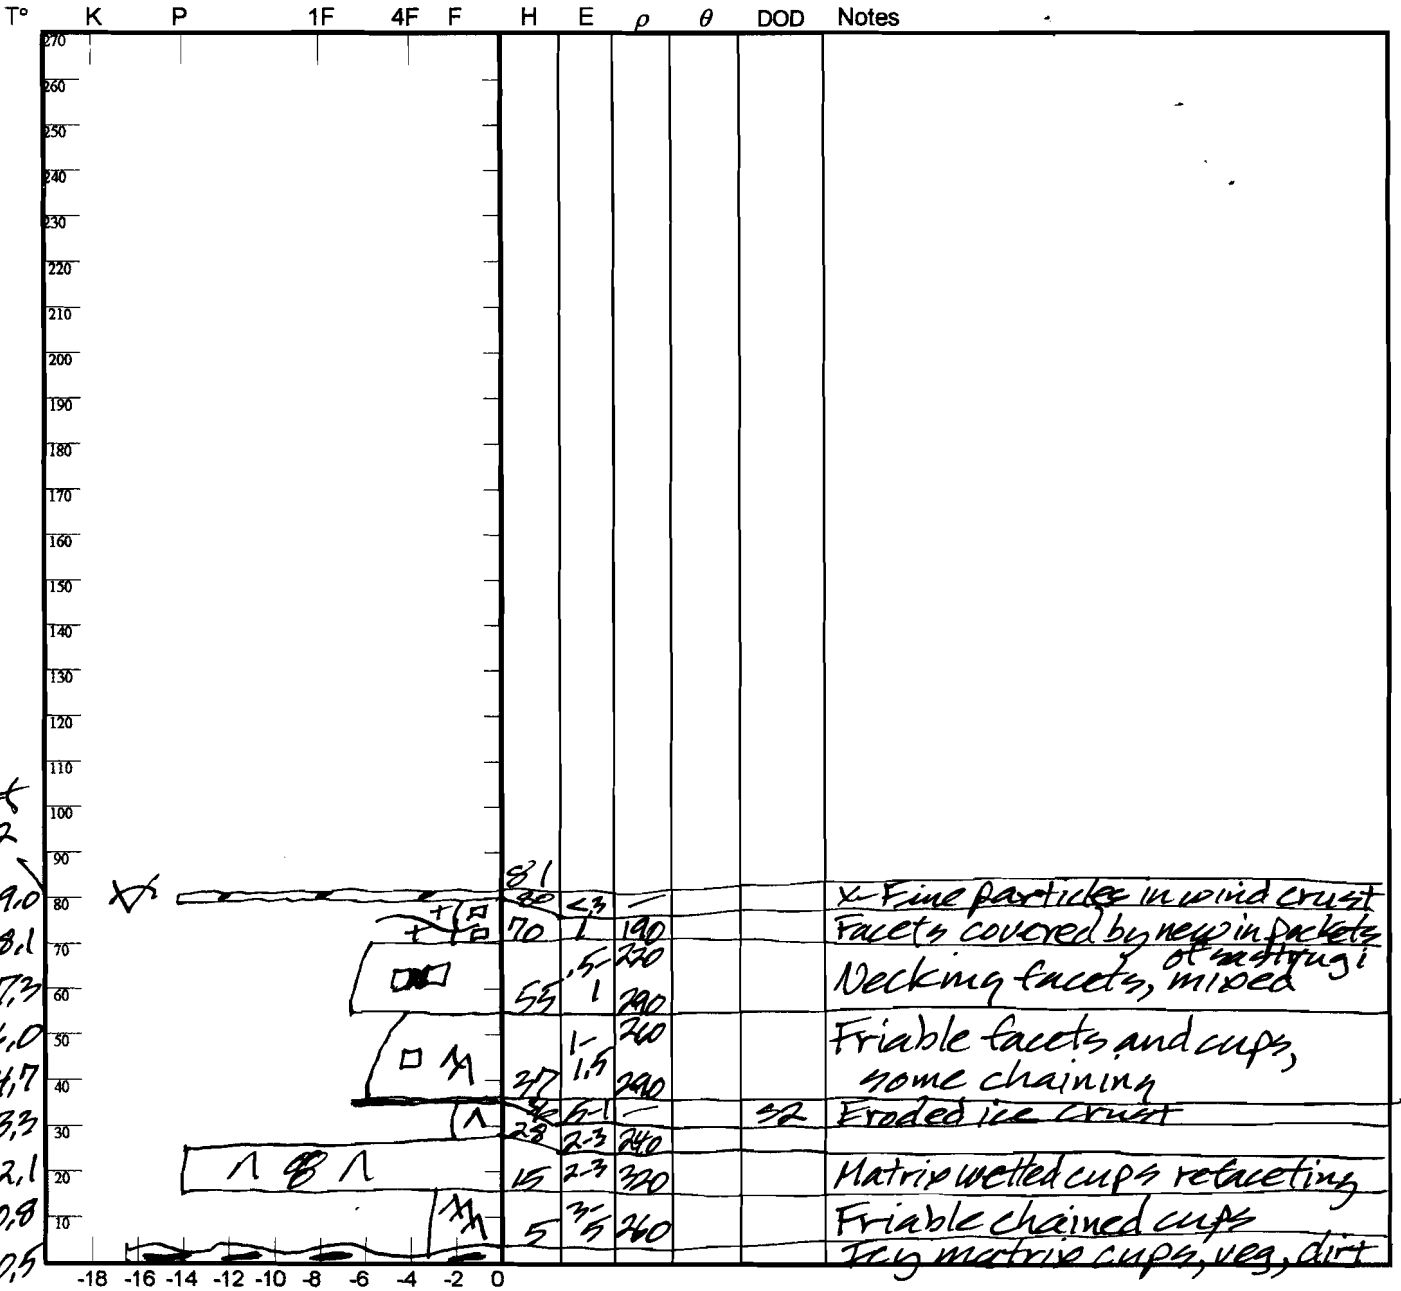 T° K P 1F 4F F H E ρ θ DOD Notes
270
260
250
240
230
220
210
200
190
180
170
160
150
140
130
120
110
100
90
81
9,0 80 80 <3 – x-Fine particles in wind crust
8,1 70 + + 70 1 190 Facets covered by new in pockets
of sastrugi
7,3 60 55 .5-1 220 290 Necking facets, mixed
,0 50 1-1,5 260 Friable facets and cups,
4,7 40 37 290 some chaining
3,3 30 – Eroded ice crust
28 2-3 240
2,1 20 15 2-3 320 Matrix wetted cups refaceting
0,8 10 5 3-5 260 Friable chained cups
0,5 Icy matrix cups, veg, dirt
-18 -16 -14 -12 -10 -8 -6 -4 -2 0